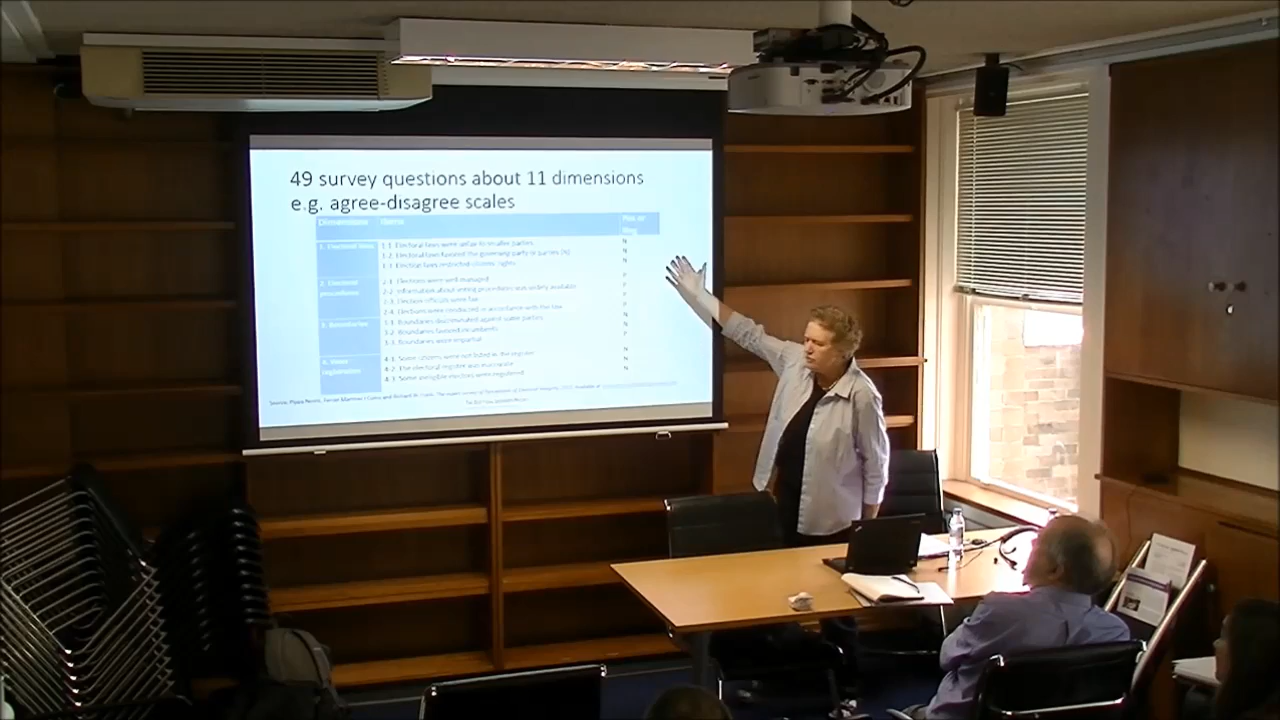 49 survey questions about 11 dimensions
e.g. agree-disagree scales
Dimensions Items
1. Electoral laws 1-1. Electoral laws were unfair to smaller parties N
1-2. Electoral laws favored the governing party or parties N
1-3. Election laws restricted citizens' rights N
2. Electoral procedures 2-1. Elections were well managed P
2-2. Information about voting procedures was widely available P
2-3. Election officials were fair P
2-4. Elections were conducted in accordance with the law P
3. Boundaries 3-1. Boundaries discriminated against some parties N
3-2. Boundaries favored incumbents N
3-3. Boundaries were impartial P
4. Voter registration 4-1. Some citizens were not listed in the register N
4-2. The electoral register was inaccurate N
4-3. Some ineligible electors were registered N